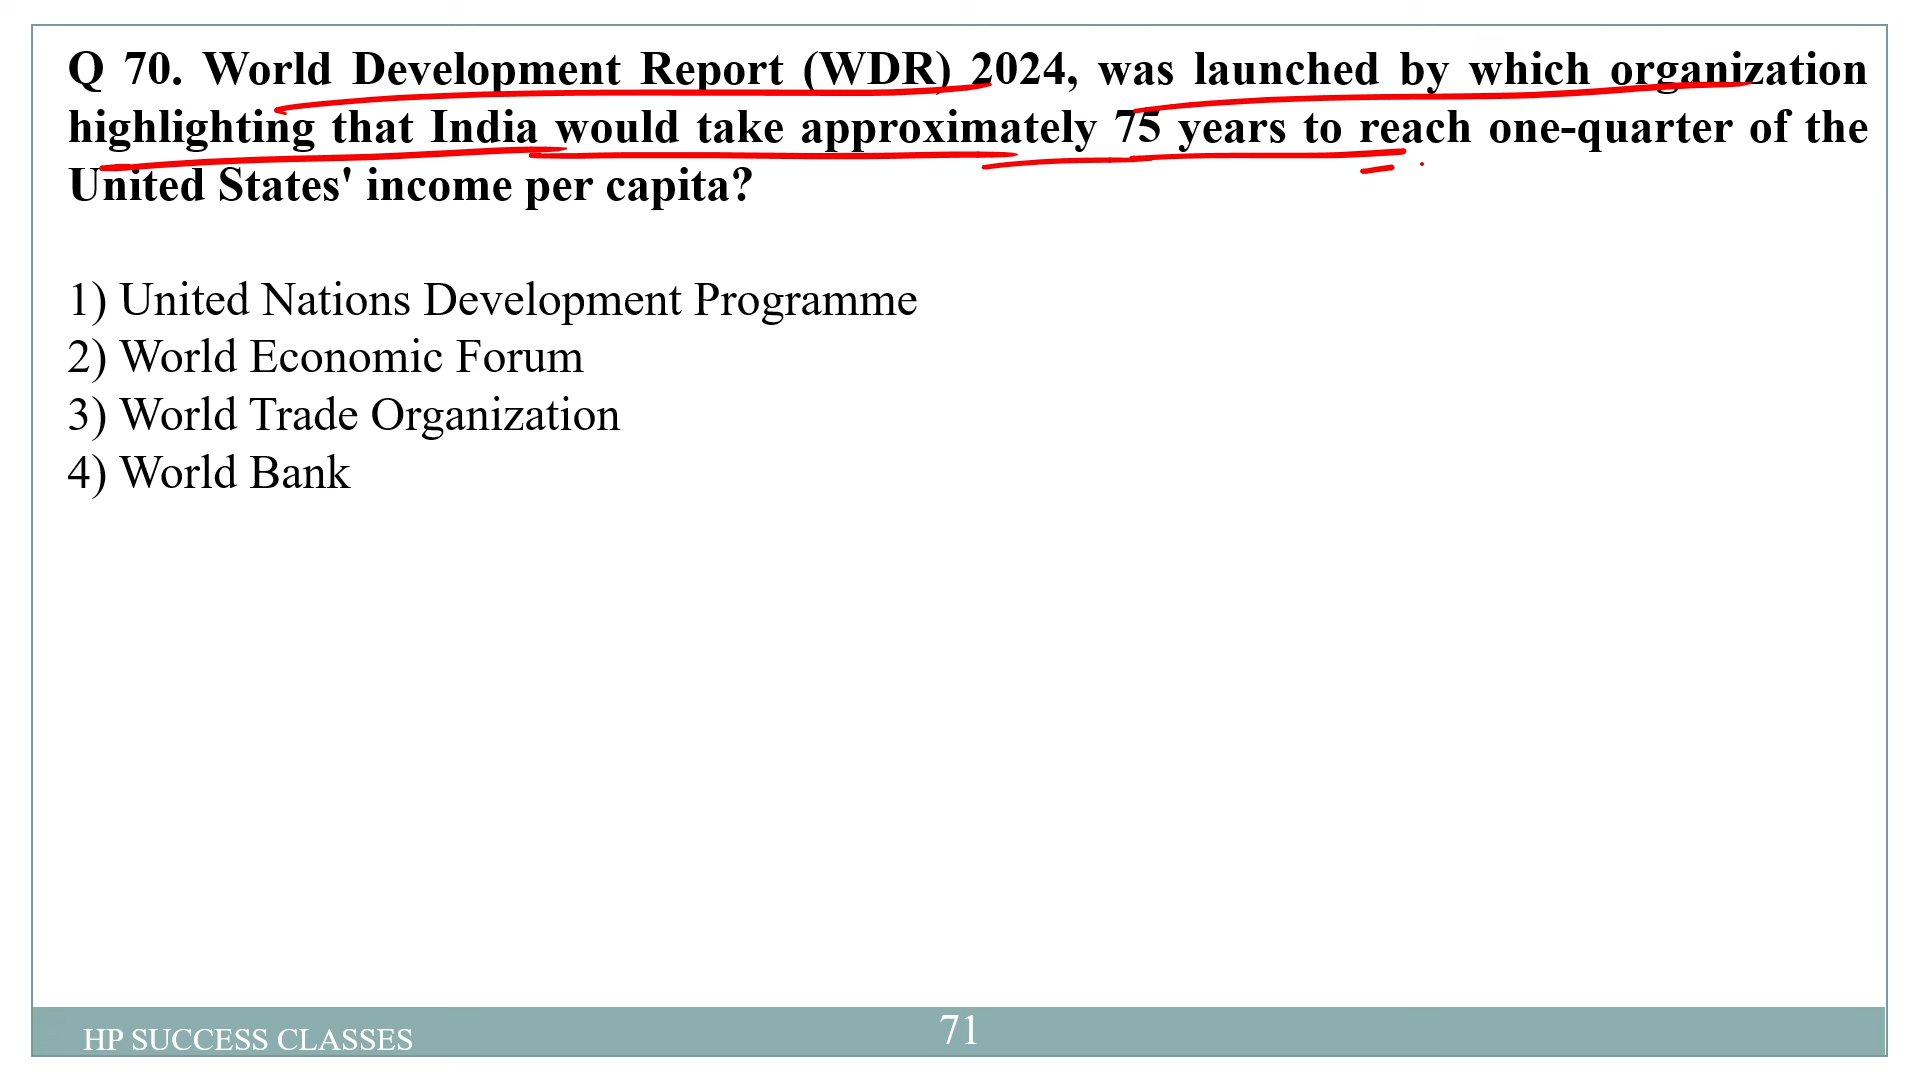 Q 70. World Development Report (WDR) 2024, was launched by which organization
highlighting that India would take approximately 75 years to reach one-quarter of the
United States' income per capita?
1) United Nations Development Programme
2) World Economic Forum
3) World Trade Organization
4) World Bank
HP SUCCESS CLASSES
71